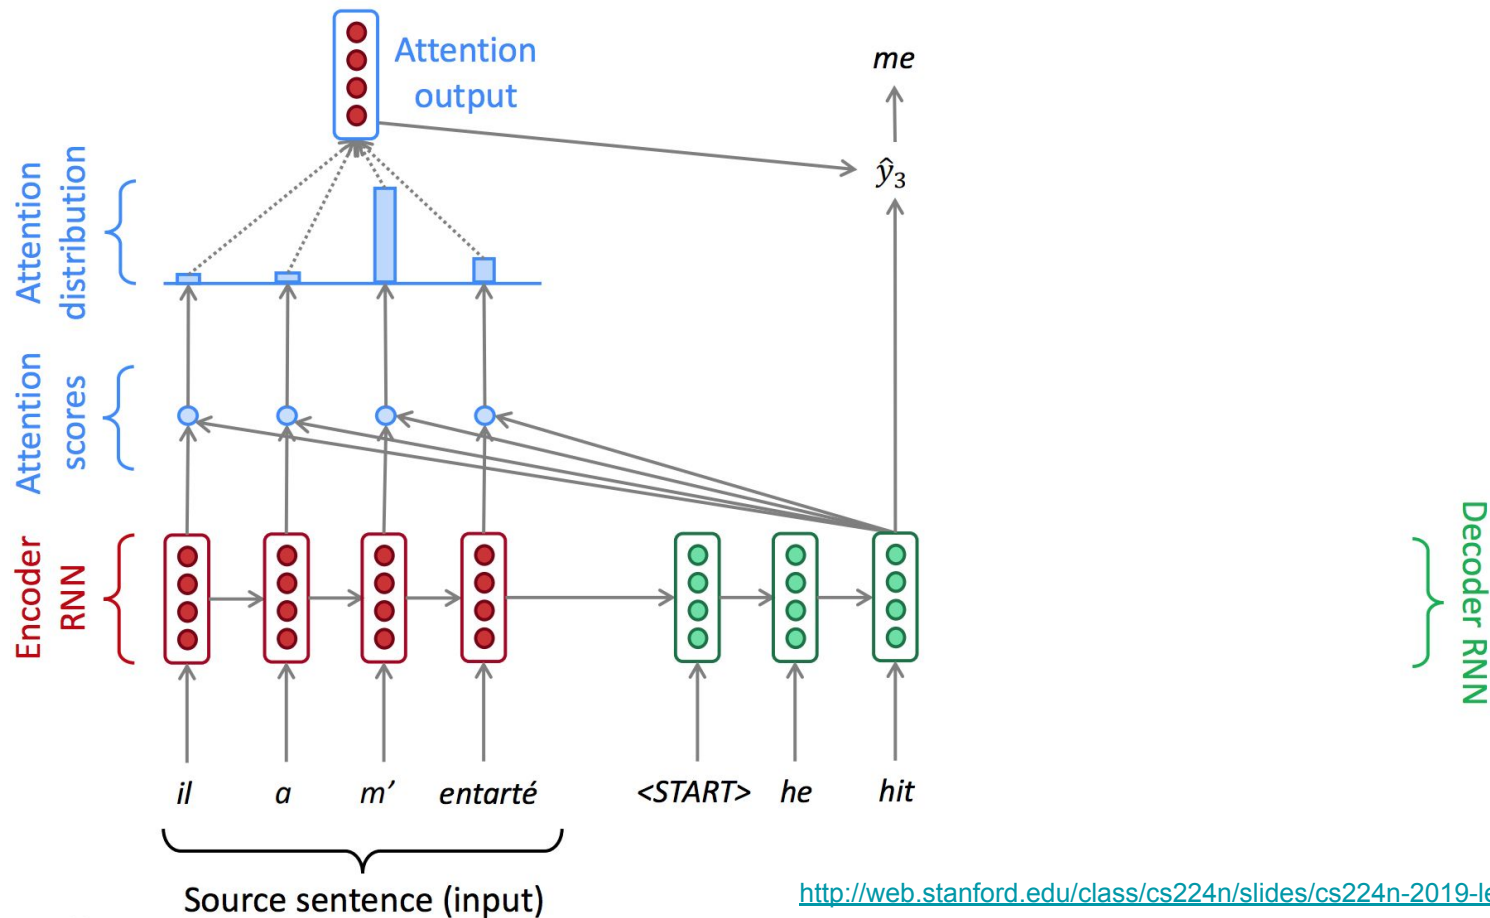 Attention
output
me
Attention
distribution
ŷ3
Attention
scores
Encoder
RNN
Decoder RNN
il a m’ entarté <START> he hit
Source sentence (input)
http://web.stanford.edu/class/cs224n/slides/cs224n-2019-le